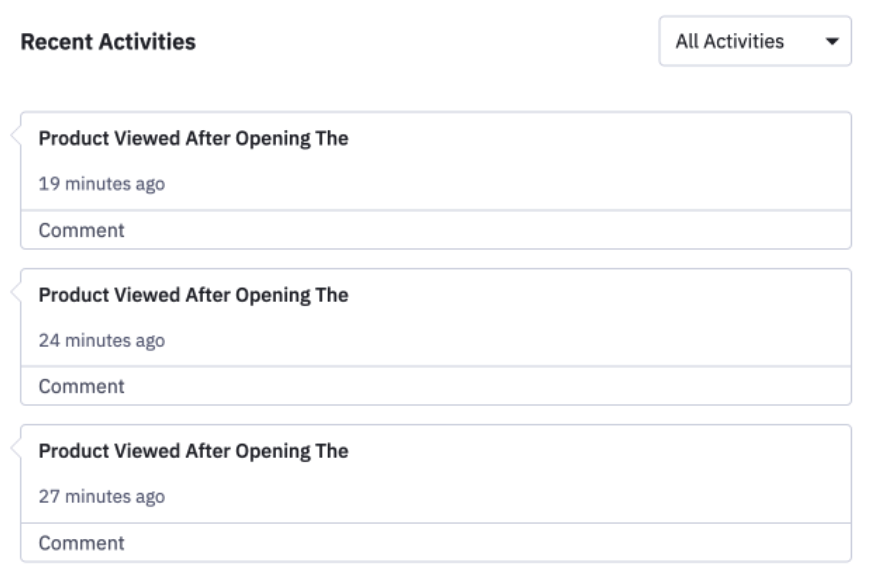 Recent Activities
All Activities
Product Viewed After Opening The
19 minutes ago
Comment
Product Viewed After Opening The
24 minutes ago
Comment
Product Viewed After Opening The
27 minutes ago
Comment